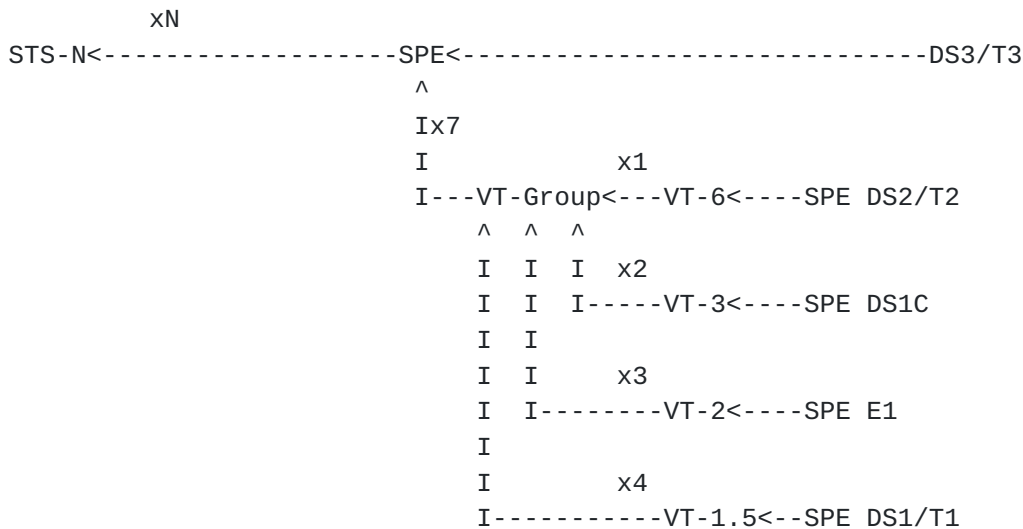 xN
STS-N<-------------------SPE<------------------------------DS3/T3
^
Ix7
I x1
I---VT-Group<---VT-6<----SPE DS2/T2
^ ^ ^
I I I x2
I I I-----VT-3<----SPE DS1C
I I
I I x3
I I--------VT-2<----SPE E1
I
I x4
I-----------VT-1.5<--SPE DS1/T1